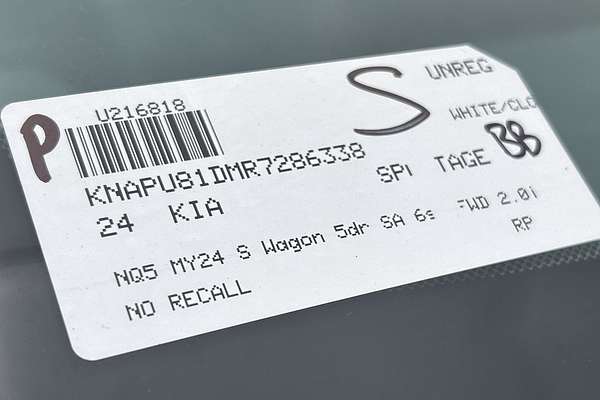 P
S
UNREG
U216818
WHITE/CLO
BB
KNAPU81DMR7286338
SPI TAGE
24 KIA
NQ5 MY24 S Wagon 5dr SA 6s FWD 2.0i
RP
NO RECALL